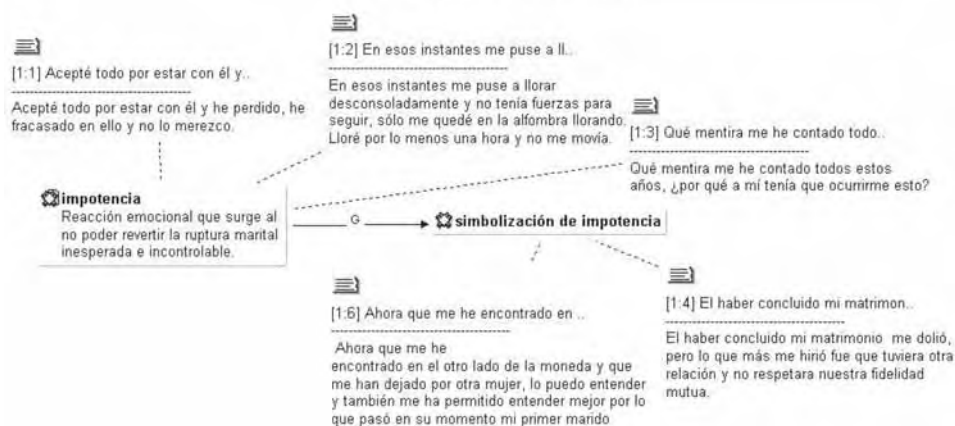 [1:1] Acepté todo por estar con él y..
Acepté todo por estar con él y he perdido, he
fracasado en ello y no lo merezco.
[1:2] En esos instantes me puse a ll..
En esos instantes me puse a llorar
desconsoladamente y no tenía fuerzas para
seguir, sólo me quedé en la alfombra llorando.
Lloré por lo menos una hora y no me movía.
[1:3] Qué mentira me he contado todo..
Qué mentira me he contado todos estos
años, ¿por qué a mí tenía que ocurrirme esto?
impotencia
Reacción emocional que surge al
no poder revertir la ruptura marital
inesperada e incontrolable.
G
simbolización de impotencia
[1:6] Ahora que me he encontrado en ..
Ahora que me he
encontrado en el otro lado de la moneda y que
me han dejado por otra mujer, lo puedo entender
y también me ha permitido entender mejor por lo
que pasó en su momento mi primer marido
[1:4] El haber concluido mi matrimon..
El haber concluido mi matrimonio me dolió,
pero lo que más me hirió fue que tuviera otra
relación y no respetara nuestra fidelidad
mutua.